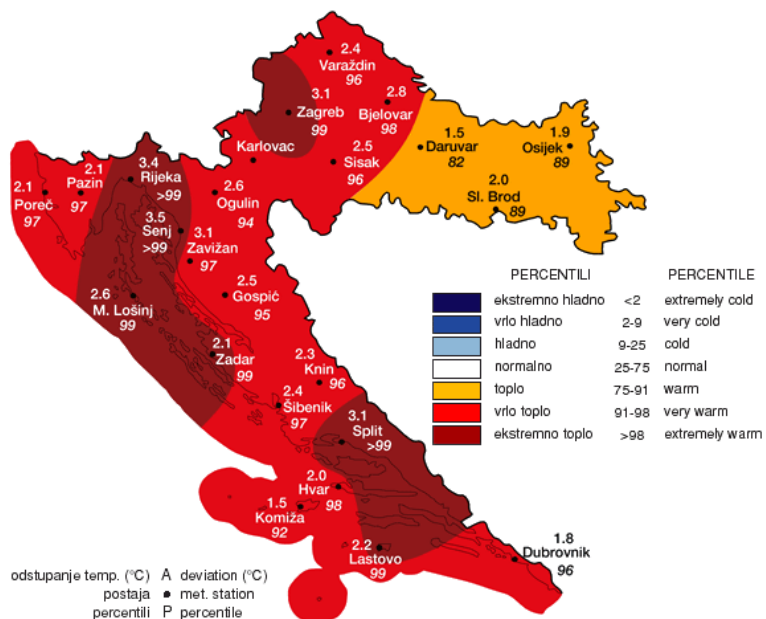 2.4
Varaždin
96
3.1
Zagreb
99
2.8
Bjelovar
98
Karlovac
2.5
Sisak
96
1.5
Daruvar
82
1.9
Osijek
89
2.0
Sl. Brod
89
2.1
Poreč
97
2.1
Pazin
97
3.4
Rijeka
>99
2.6
Ogulin
94
3.5
Senj
>99
3.1
Zavižan
97
2.5
Gospić
95
2.6
M. Lošinj
99
2.1
Zadar
99
2.3
Knin
96
2.4
Šibenik
97
3.1
Split
>99
2.0
Hvar
98
1.5
Komiža
92
2.2
Lastovo
99
1.8
Dubrovnik
96
PERCENTILI PERCENTILE
ekstremno hladno <2 extremely cold
vrlo hladno 2-9 very cold
hladno 9-25 cold
normalno 25-75 normal
toplo 75-91 warm
vrlo toplo 91-98 very warm
ekstremno toplo >98 extremely warm
odstupanje temp. (°C) A deviation (°C)
postaja met. station
percentili P percentile